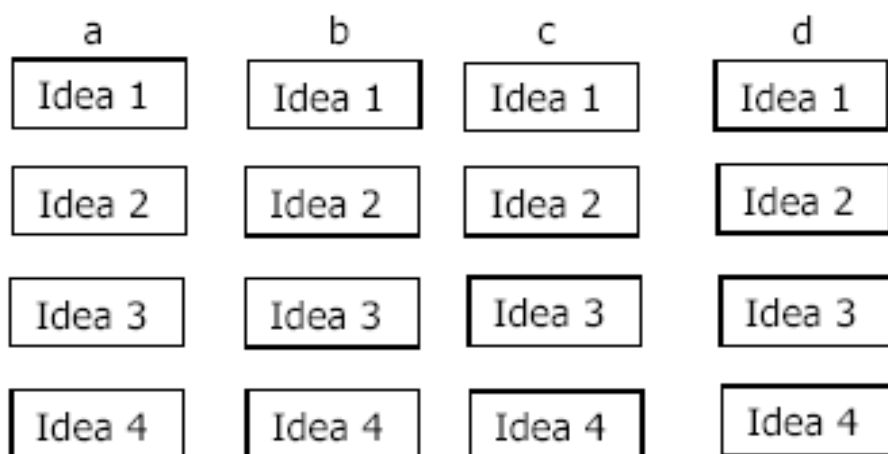 a b c d
Idea 1 Idea 1 Idea 1 Idea 1
Idea 2 Idea 2 Idea 2 Idea 2
Idea 3 Idea 3 Idea 3 Idea 3
Idea 4 Idea 4 Idea 4 Idea 4